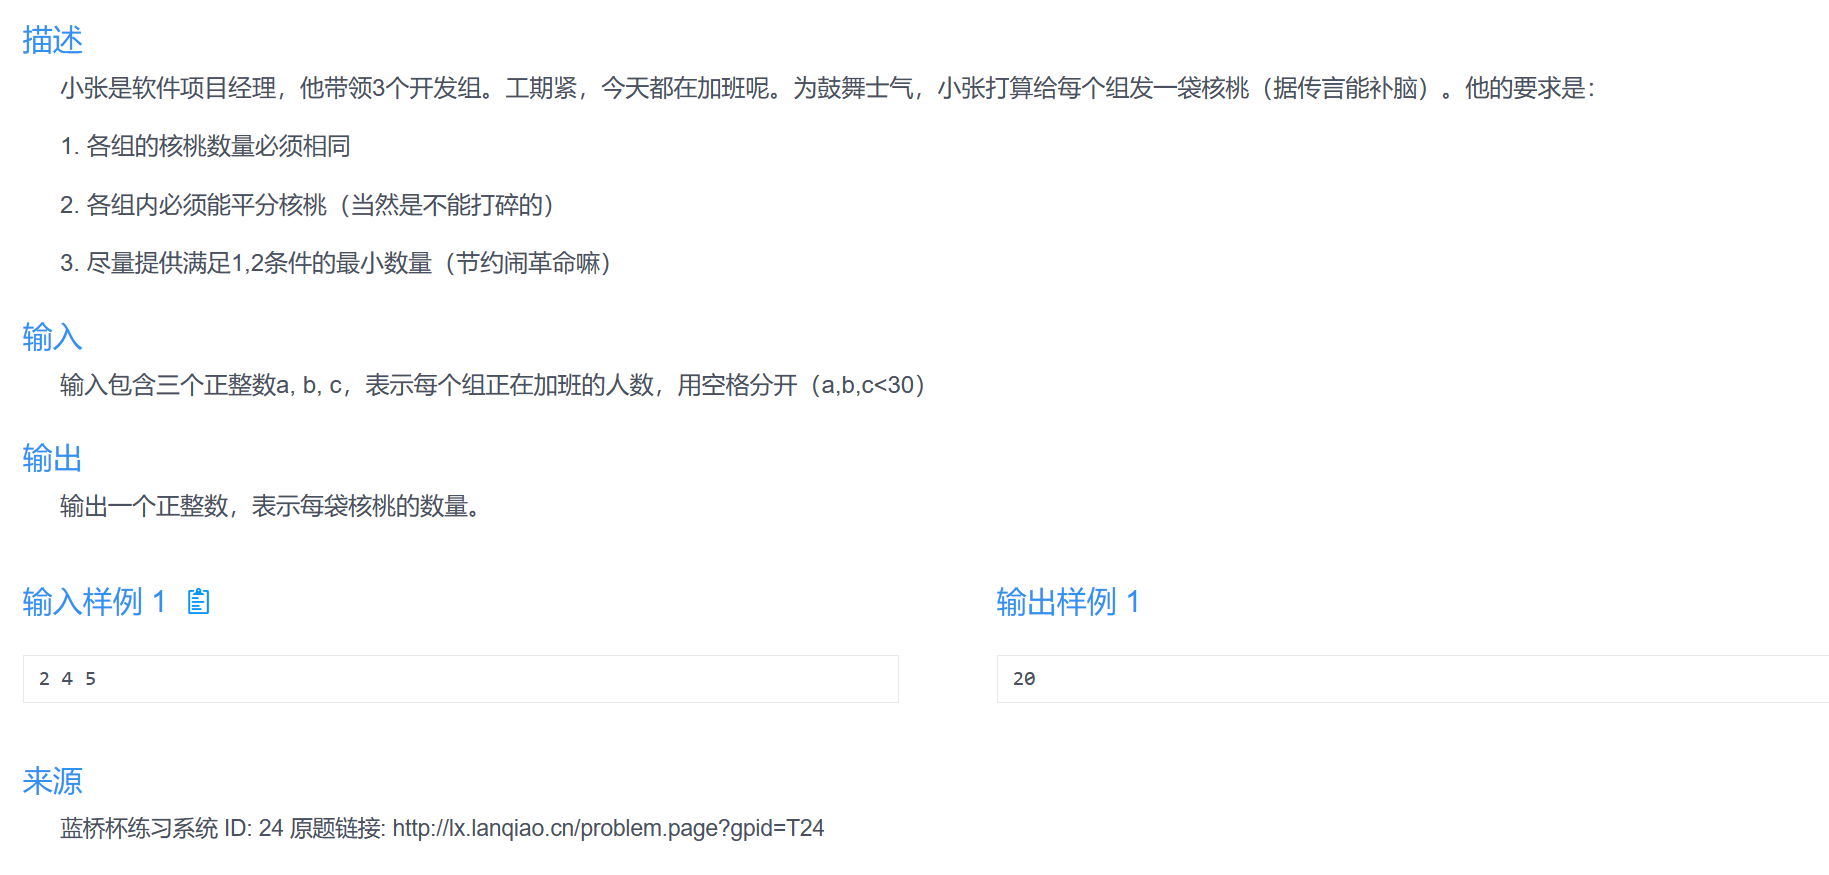 描述
小张是软件项目经理，他带领3个开发组。工期紧，今天都在加班呢。为鼓舞士气，小张打算给每个组发一袋核桃（据传言能补脑）。他的要求是：
1. 各组的核桃数量必须相同
2. 各组内必须能平分核桃（当然是不能打碎的）
3. 尽量提供满足1,2条件的最小数量（节约闹革命嘛）
输入
输入包含三个正整数a, b, c，表示每个组正在加班的人数，用空格分开（a,b,c<30）
输出
输出一个正整数，表示每袋核桃的数量。
输入样例 1
输出样例 1
2 4 5
20
来源
蓝桥杯练习系统 ID: 24 原题链接: http://lx.lanqiao.cn/problem.page?gpid=T24